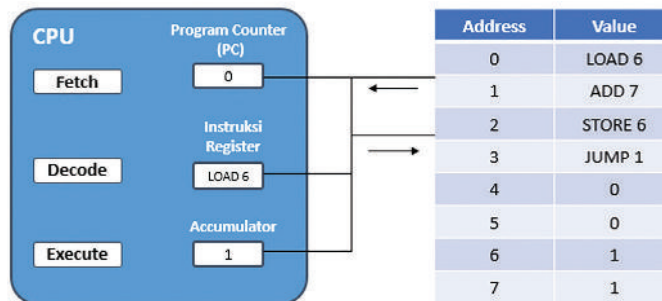 CPU
Program Counter
(PC)
0
Fetch
Instruksi
Register
LOAD 6
Decode
Accumulator
1
Execute
Address Value
0 LOAD 6
1 ADD 7
2 STORE 6
3 JUMP 1
4 0
5 0
6 1
7 1